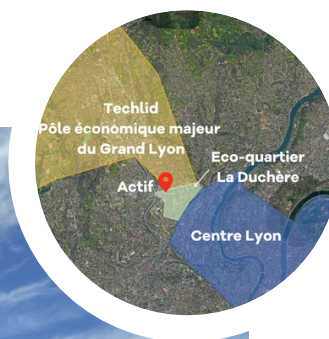 Techlid
Pôle économique majeur
du Grand Lyon
Eco-quartier
La Duchère
Actif
Centre Lyon